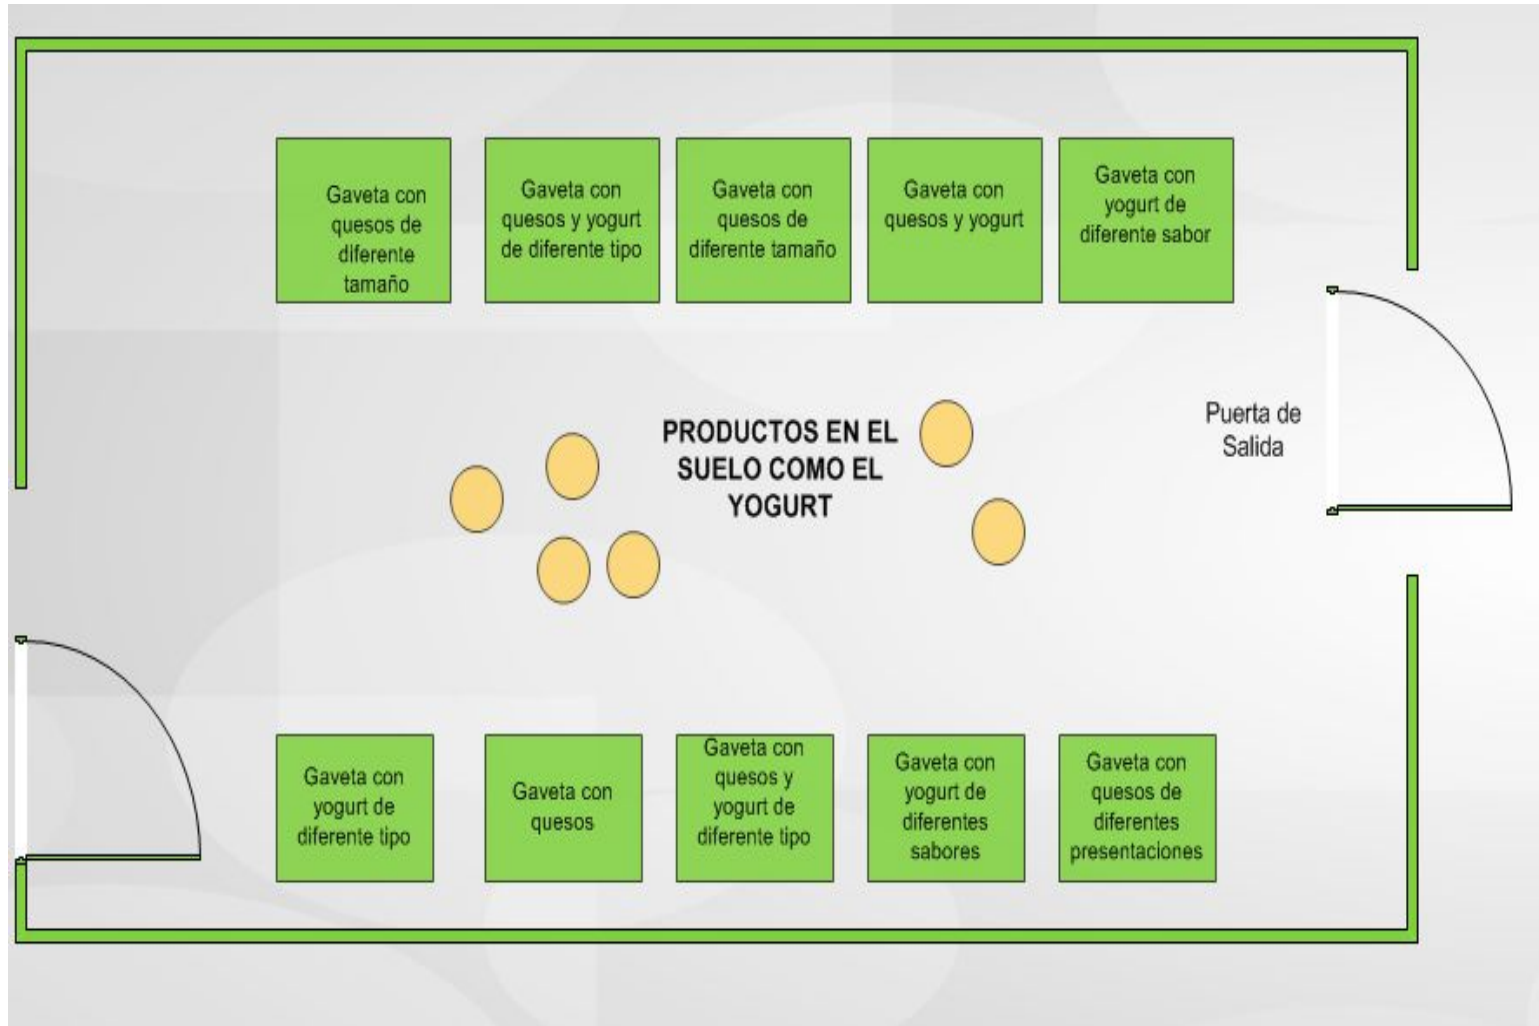 Gaveta con
quesos de
diferente
tamaño
Gaveta con
quesos y yogurt
de diferente tipo
Gaveta con
quesos de
diferente tamaño
Gaveta con
quesos y yogurt
Gaveta con
yogurt de
diferente sabor
PRODUCTOS EN EL
SUELO COMO EL
YOGURT
Puerta de
Salida
Gaveta con
yogurt de
diferente tipo
Gaveta con
quesos
Gaveta con
quesos y
yogurt de
diferente tipo
Gaveta con
yogurt de
diferentes
sabores
Gaveta con
quesos de
diferentes
presentaciones